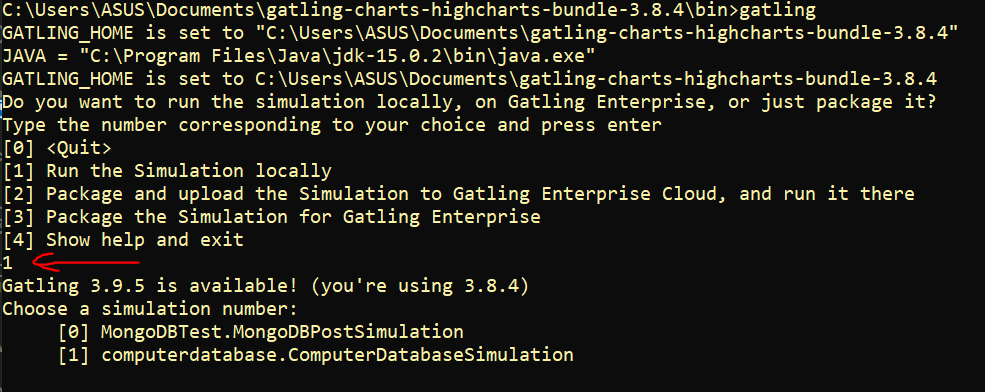 C:\Users\ASUS\Documents\gatling-charts-highcharts-bundle-3.8.4\bin>gatling
GATLING_HOME is set to "C:\Users\ASUS\Documents\gatling-charts-highcharts-bundle-3.8.4"
JAVA = "C:\Program Files\Java\jdk-15.0.2\bin\java.exe"
GATLING_HOME is set to C:\Users\ASUS\Documents\gatling-charts-highcharts-bundle-3.8.4
Do you want to run the simulation locally, on Gatling Enterprise, or just package it?
Type the number corresponding to your choice and press enter
[0] <Quit>
[1] Run the Simulation locally
[2] Package and upload the Simulation to Gatling Enterprise Cloud, and run it there
[3] Package the Simulation for Gatling Enterprise
[4] Show help and exit
1
Gatling 3.9.5 is available! (you're using 3.8.4)
Choose a simulation number:
     [0] MongoDBTest.MongoDBPostSimulation
     [1] computerdatabase.ComputerDatabaseSimulation